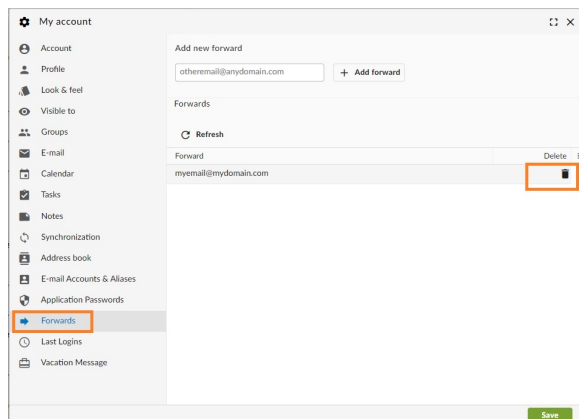 My account
Account
Profile
Look & feel
Visible to
Groups
E-mail
Calendar
Tasks
Notes
Synchronization
Address book
E-mail Accounts & Aliases
Application Passwords
Forwards
Last Logins
Vacation Message
Add new forward
otheremail@anydomain.com
+ Add forward
Forwards
Refresh
Forward Delete
myemail@mydomain.com
Save